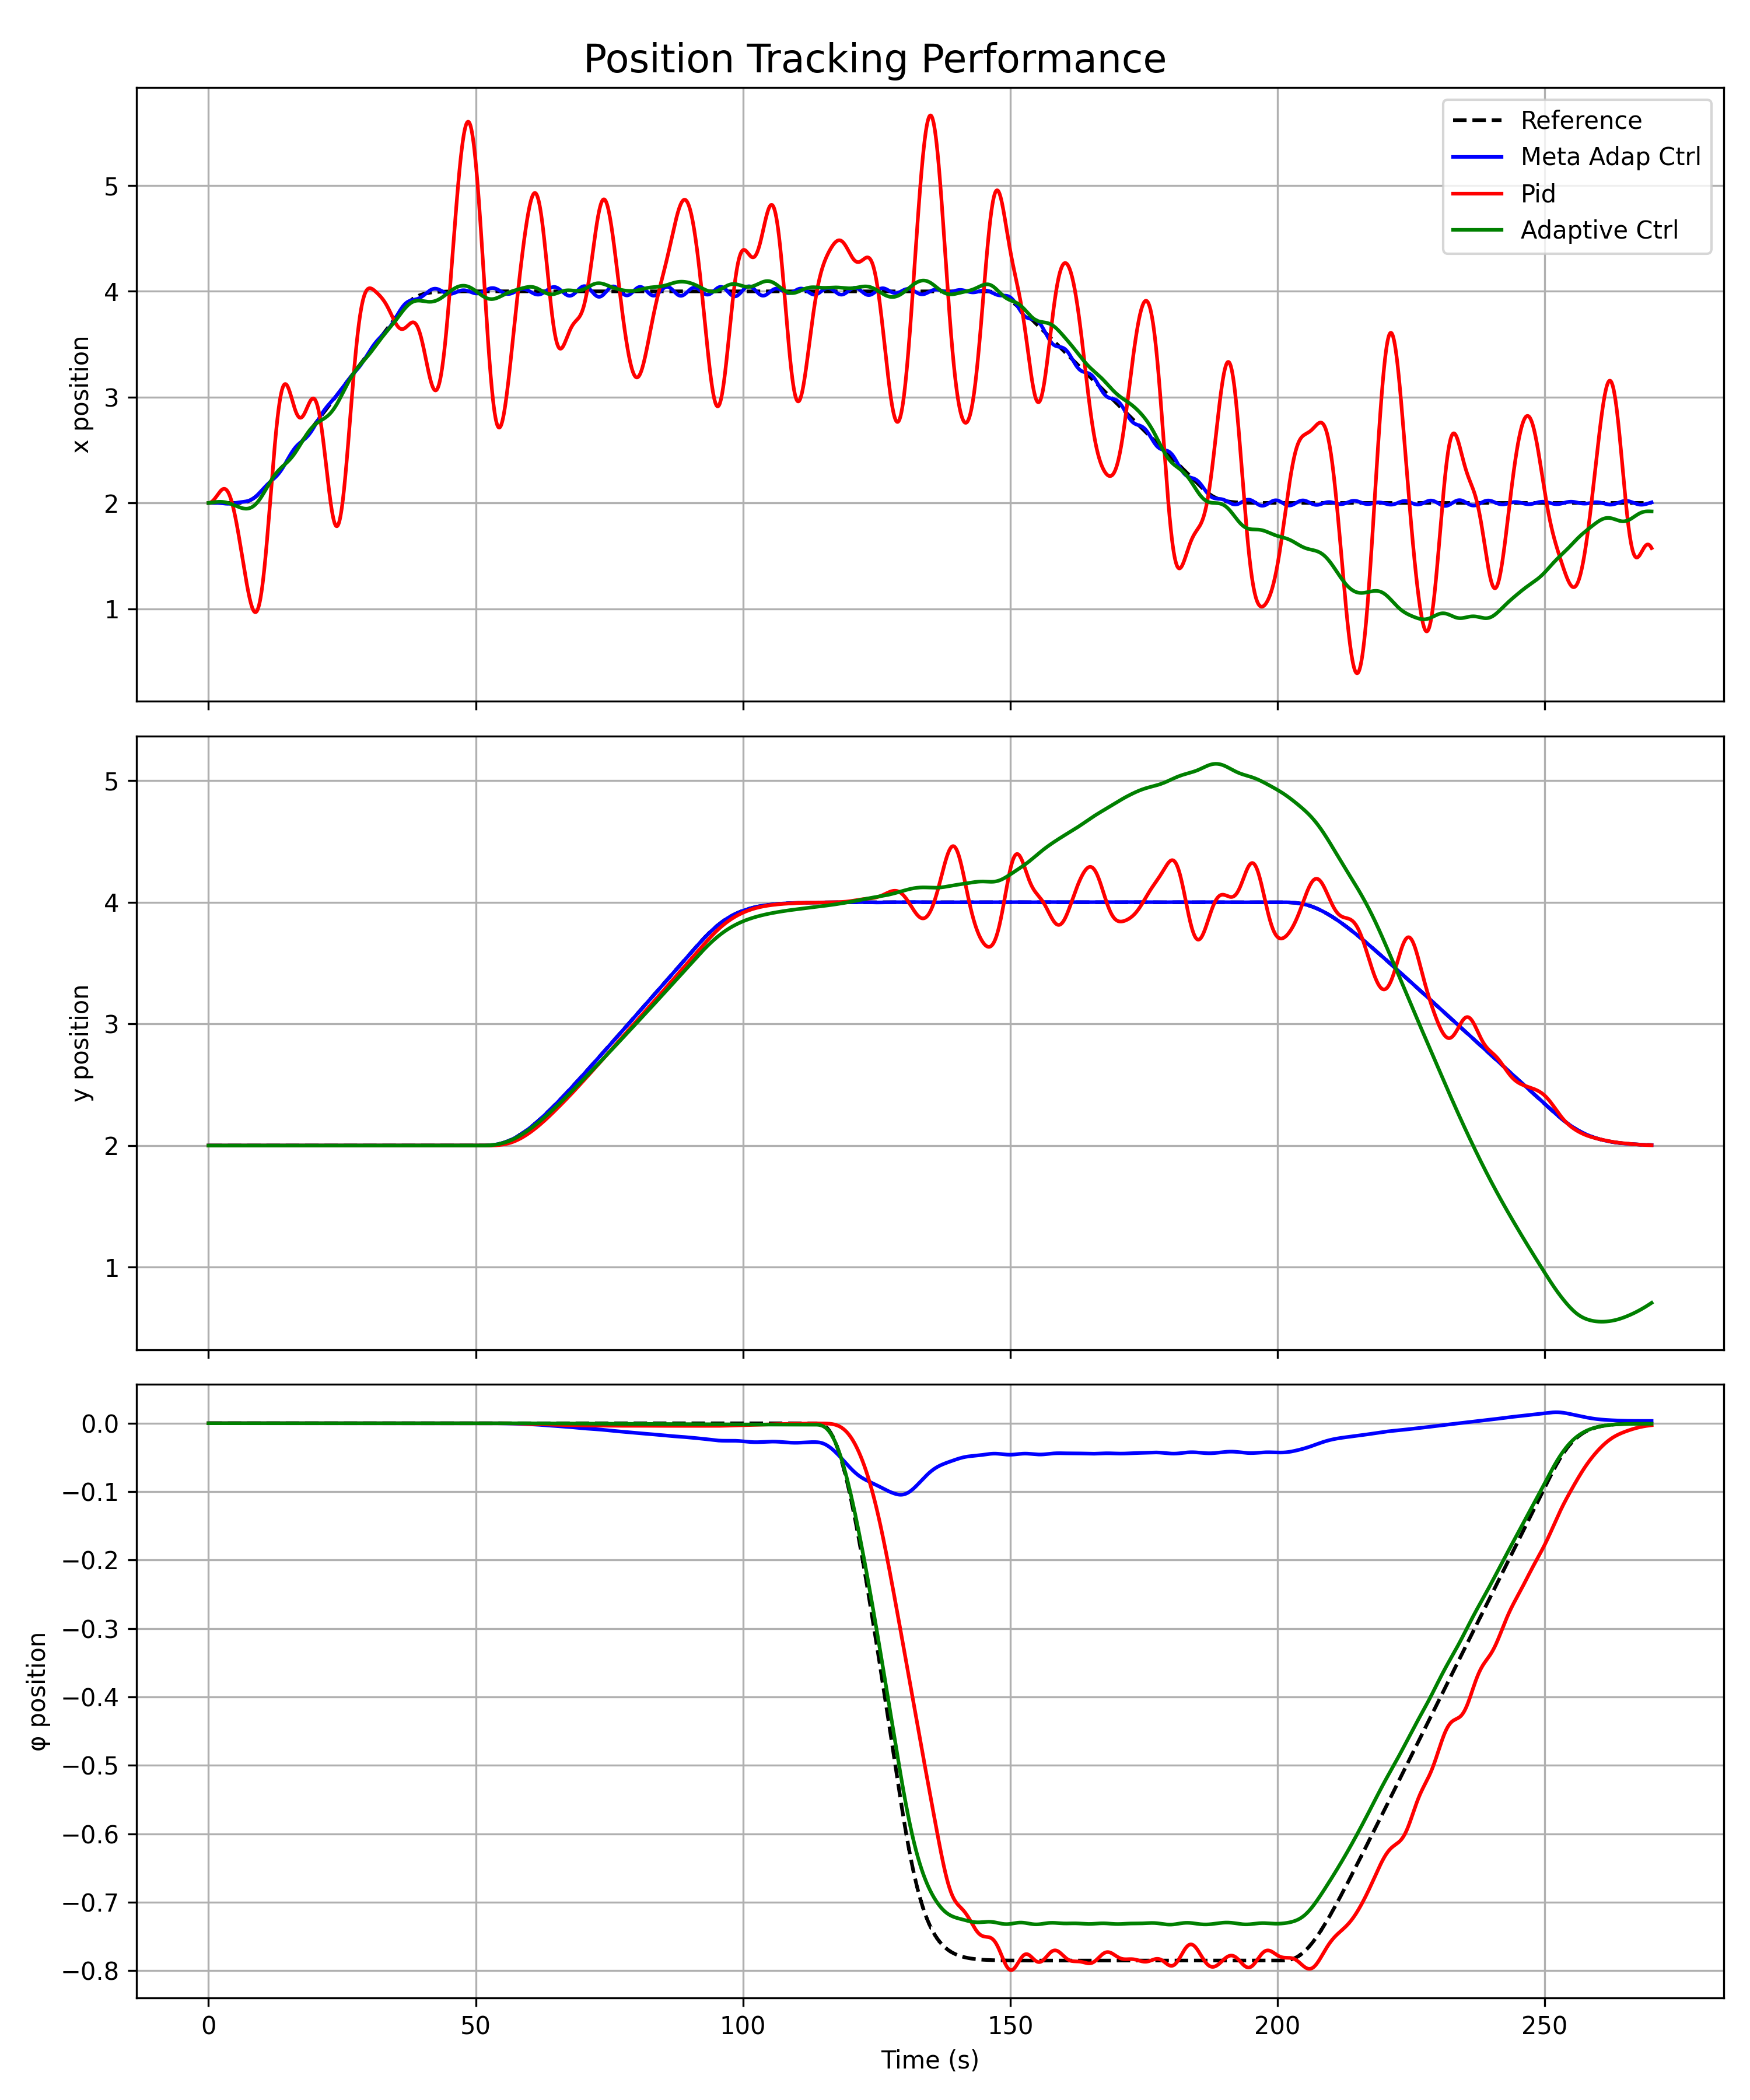 Position Tracking Performance
Reference
Meta Adap Ctrl
Pid
Adaptive Ctrl
x position
5
4
3
2
1
y position
5
4
3
2
1
φ position
0.0
−0.1
−0.2
−0.3
−0.4
−0.5
−0.6
−0.7
−0.8
0 50 100 150 200 250
Time (s)